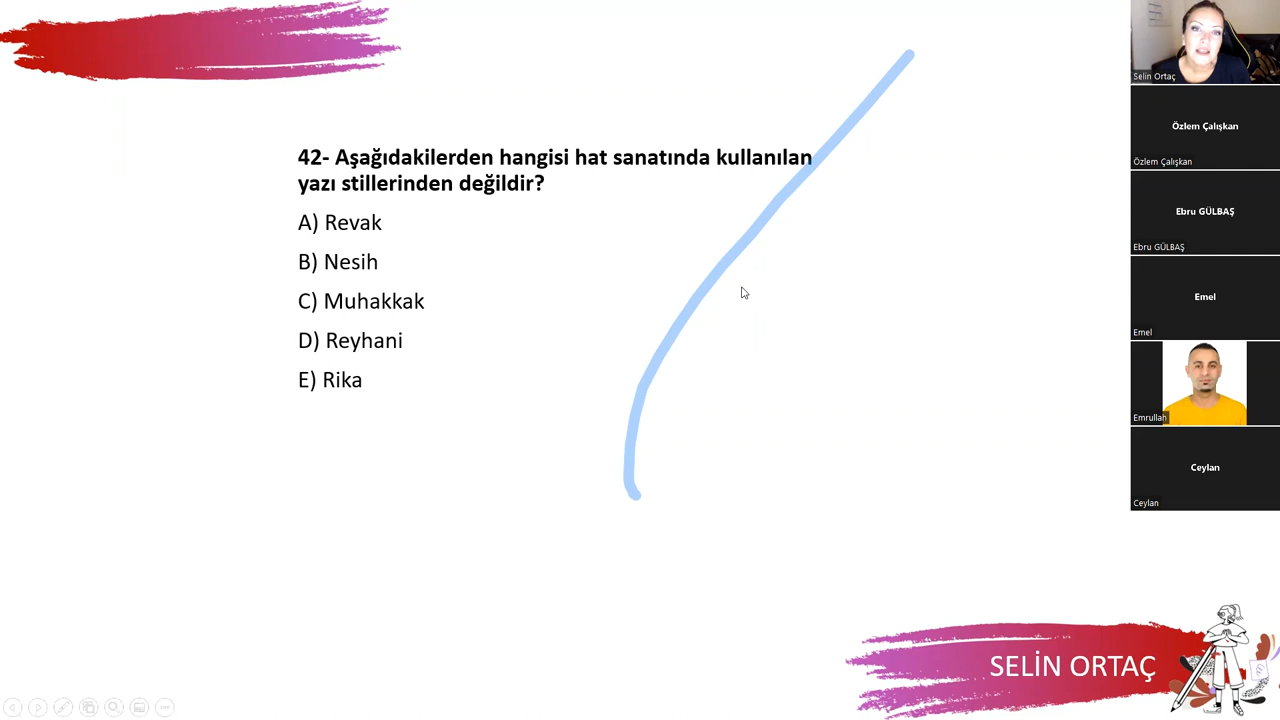 42- Aşağıdakilerden hangisi hat sanatında kullanılan
yazı stillerinden değildir?
A) Revak
B) Nesih
C) Muhakkak
D) Reyhani
E) Rika
Selin Ortaç
Özlem Çalışkan
Özlem Çalışkan
Ebru GÜLBAŞ
Ebru GÜLBAŞ
Emel
Emel
Emrullah
Ceylan
Ceylan
SELİN ORTAÇ